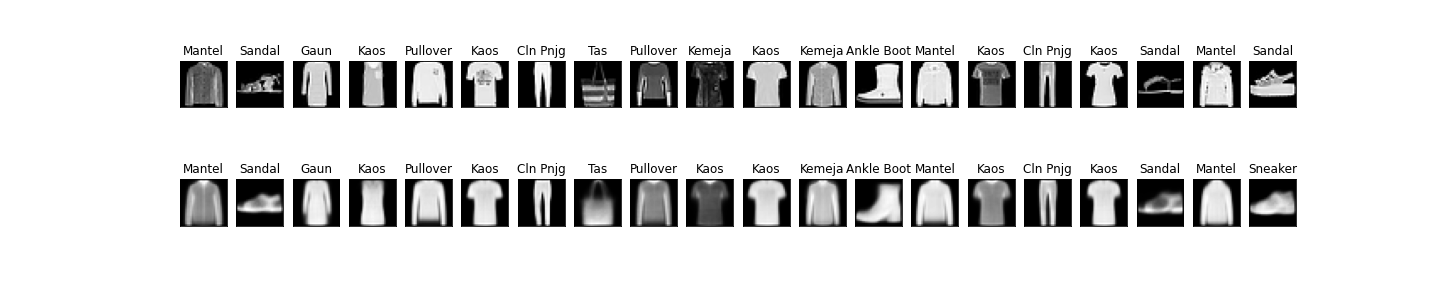 Mantel Sandal Gaun Kaos Pullover Kaos Cln Pnjg Tas Pullover Kemeja Kaos Kemeja Ankle Boot Mantel Kaos Cln Pnjg Kaos Sandal Mantel Sandal
Mantel Sandal Gaun Kaos Pullover Kaos Cln Pnjg Tas Pullover Kaos Kaos Kemeja Ankle Boot Mantel Kaos Cln Pnjg Kaos Sandal Mantel Sneaker